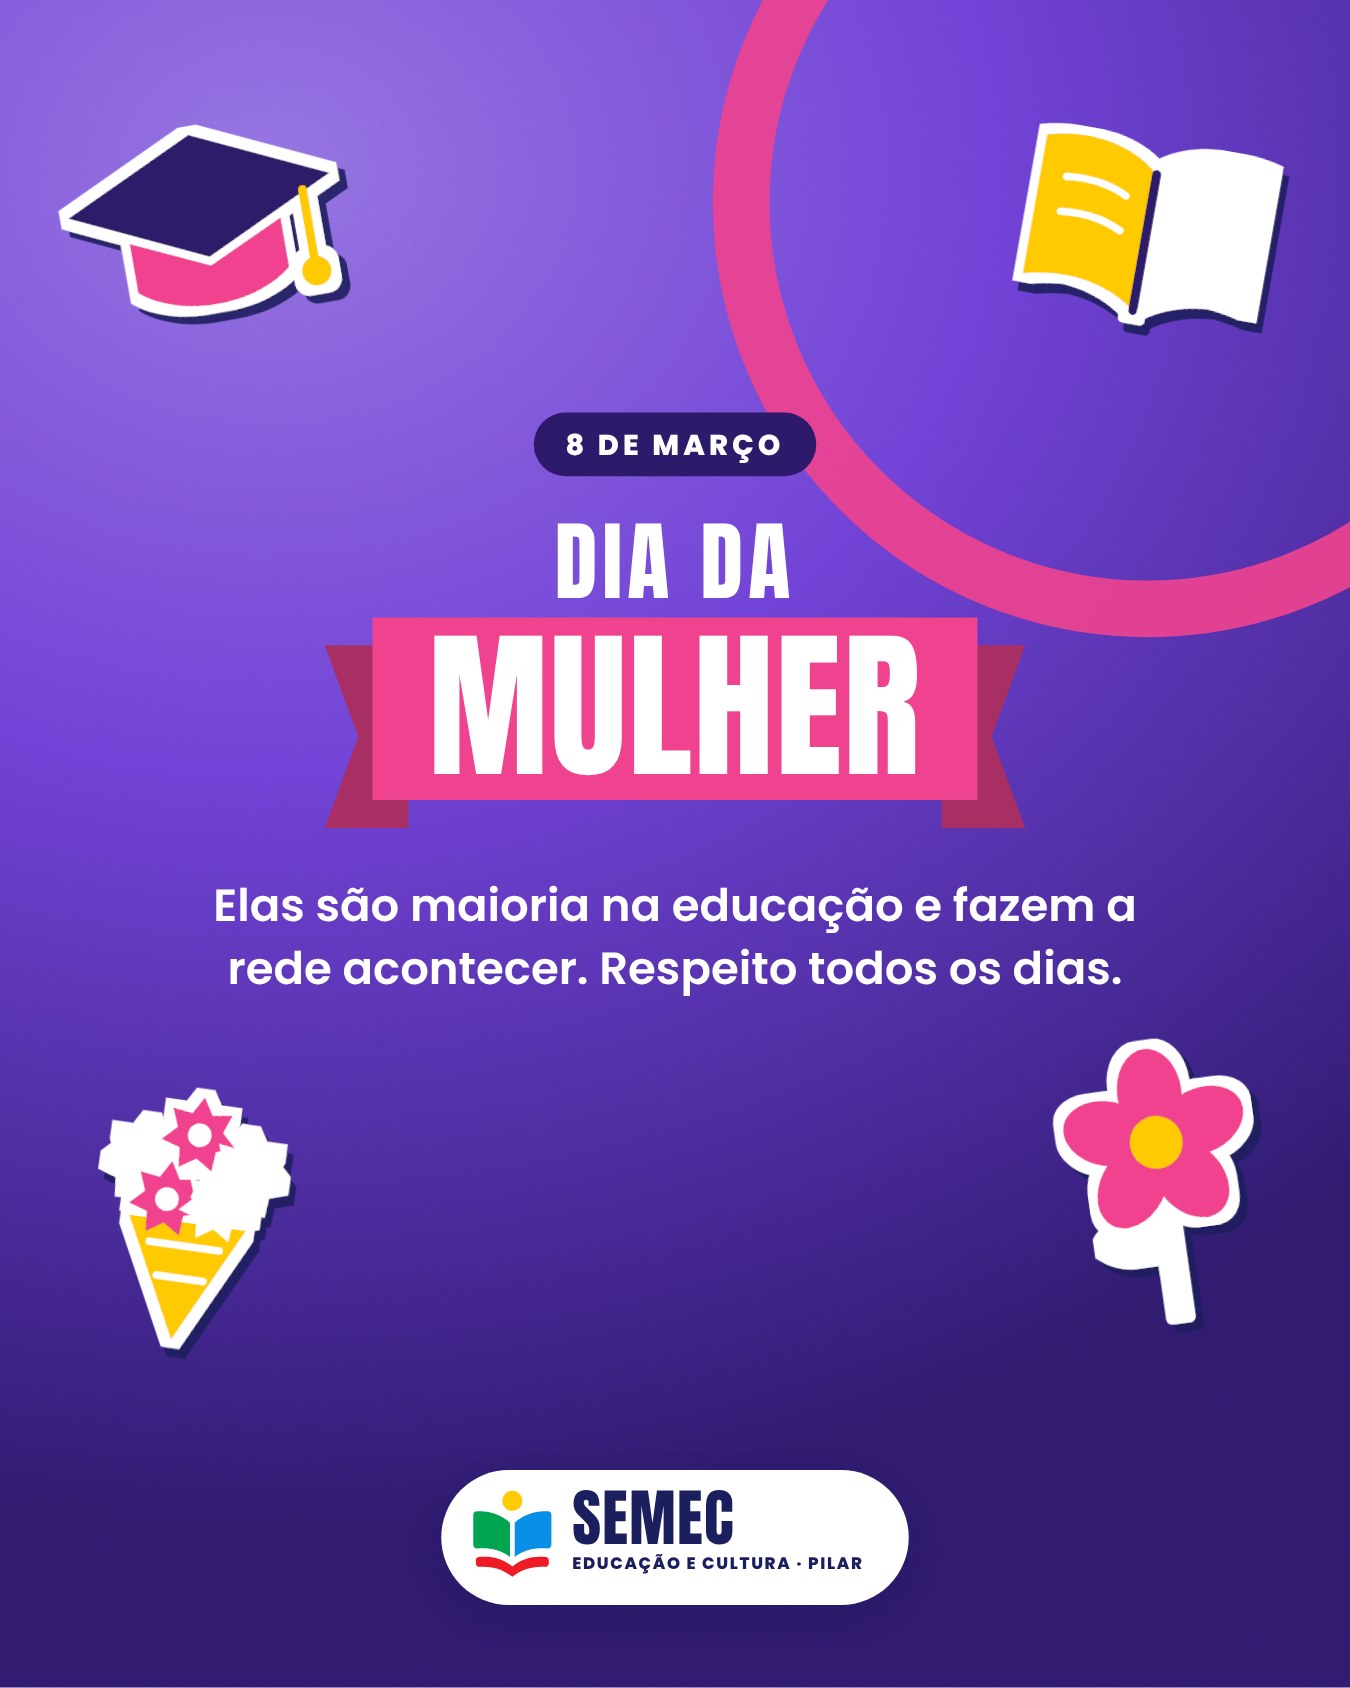 8 DE MARÇO
DIA DA
MULHER
Elas são maioria na educação e fazem a
rede acontecer. Respeito todos os dias.
SEMEC
EDUCAÇÃO E CULTURA · PILAR